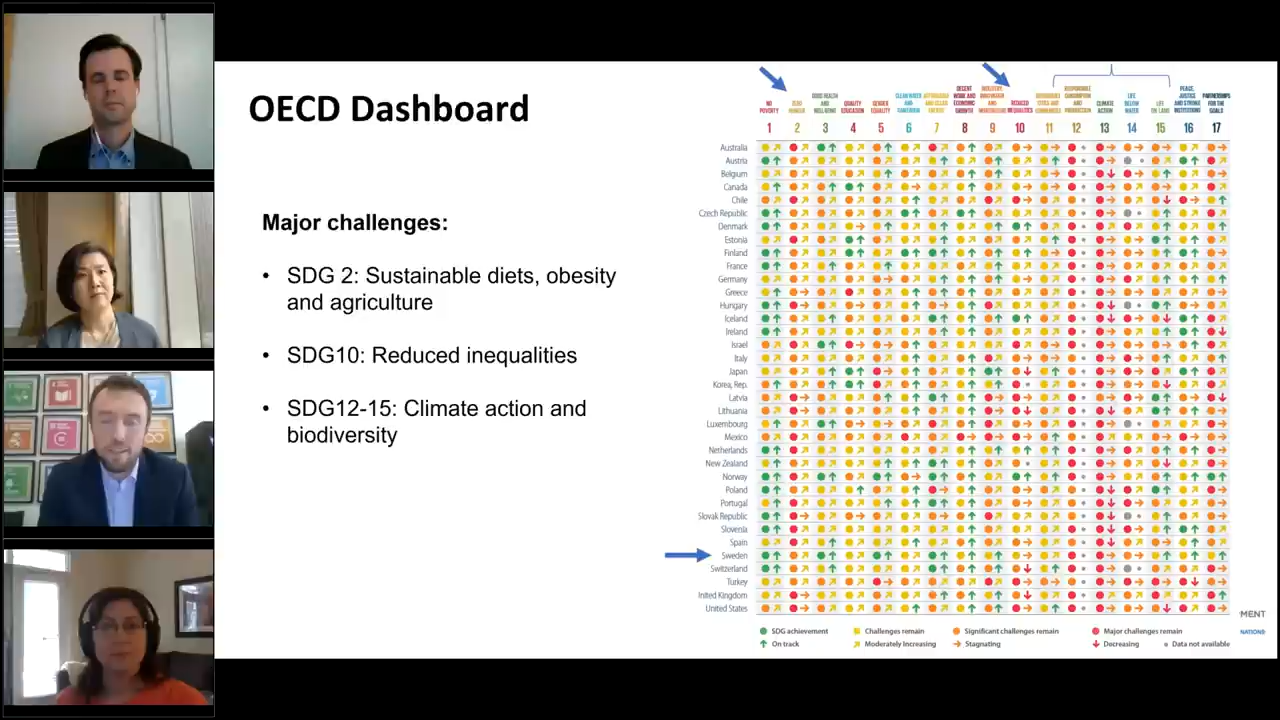 OECD Dashboard
Major challenges:
• SDG 2: Sustainable diets, obesity
and agriculture
• SDG10: Reduced inequalities
• SDG12-15: Climate action and
biodiversity
NO POVERTY
ZERO HUNGER
GOOD HEALTH AND WELL-BEING
QUALITY EDUCATION
GENDER EQUALITY
CLEAN WATER AND SANITATION
AFFORDABLE AND CLEAN ENERGY
DECENT WORK AND ECONOMIC GROWTH
INDUSTRY, INNOVATION AND INFRASTRUCTURE
REDUCED INEQUALITIES
SUSTAINABLE CITIES AND COMMUNITIES
RESPONSIBLE CONSUMPTION AND PRODUCTION
CLIMATE ACTION
LIFE BELOW WATER
LIFE ON LAND
PEACE, JUSTICE AND STRONG INSTITUTIONS
PARTNERSHIPS FOR THE GOALS
1 2 3 4 5 6 7 8 9 10 11 12 13 14 15 16 17
Australia
Austria
Belgium
Canada
Chile
Czech Republic
Denmark
Estonia
Finland
France
Germany
Greece
Hungary
Iceland
Ireland
Israel
Italy
Japan
Korea, Rep.
Latvia
Lithuania
Luxembourg
Mexico
Netherlands
New Zealand
Norway
Poland
Portugal
Slovak Republic
Slovenia
Spain
Sweden
Switzerland
Turkey
United Kingdom
United States
SDG achievement Challenges remain Significant challenges remain Major challenges remain
On track Moderately Increasing Stagnating Decreasing Data not available
MENT
NATIONS